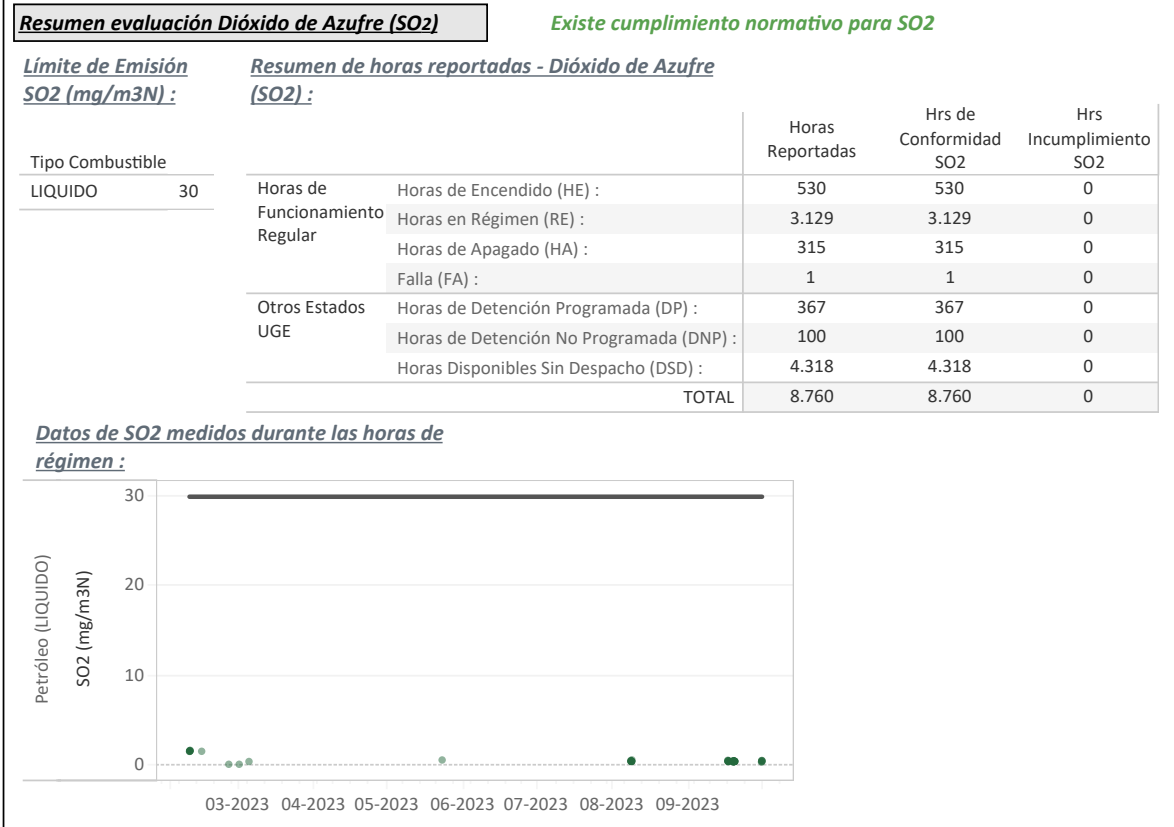 Resumen evaluación Dióxido de Azufre (SO2)
Existe cumplimiento normativo para SO2
Límite de Emisión
SO2 (mg/m3N) :
Resumen de horas reportadas - Dióxido de Azufre
(SO2) :
Tipo Combustible
LIQUIDO 30
Horas
Reportadas
Hrs de
Conformidad
SO2
Hrs
Incumplimiento
SO2
Horas de
Funcionamiento
Regular
Horas de Encendido (HE) : 530 530 0
Horas en Régimen (RE) : 3.129 3.129 0
Horas de Apagado (HA) : 315 315 0
Falla (FA) : 1 1 0
Otros Estados
UGE
Horas de Detención Programada (DP) : 367 367 0
Horas de Detención No Programada (DNP) : 100 100 0
Horas Disponibles Sin Despacho (DSD) : 4.318 4.318 0
TOTAL 8.760 8.760 0
Datos de SO2 medidos durante las horas de
régimen :
Petróleo (LIQUIDO)
SO2 (mg/m3N)
30
20
10
0
03-2023 04-2023 05-2023 06-2023 07-2023 08-2023 09-2023